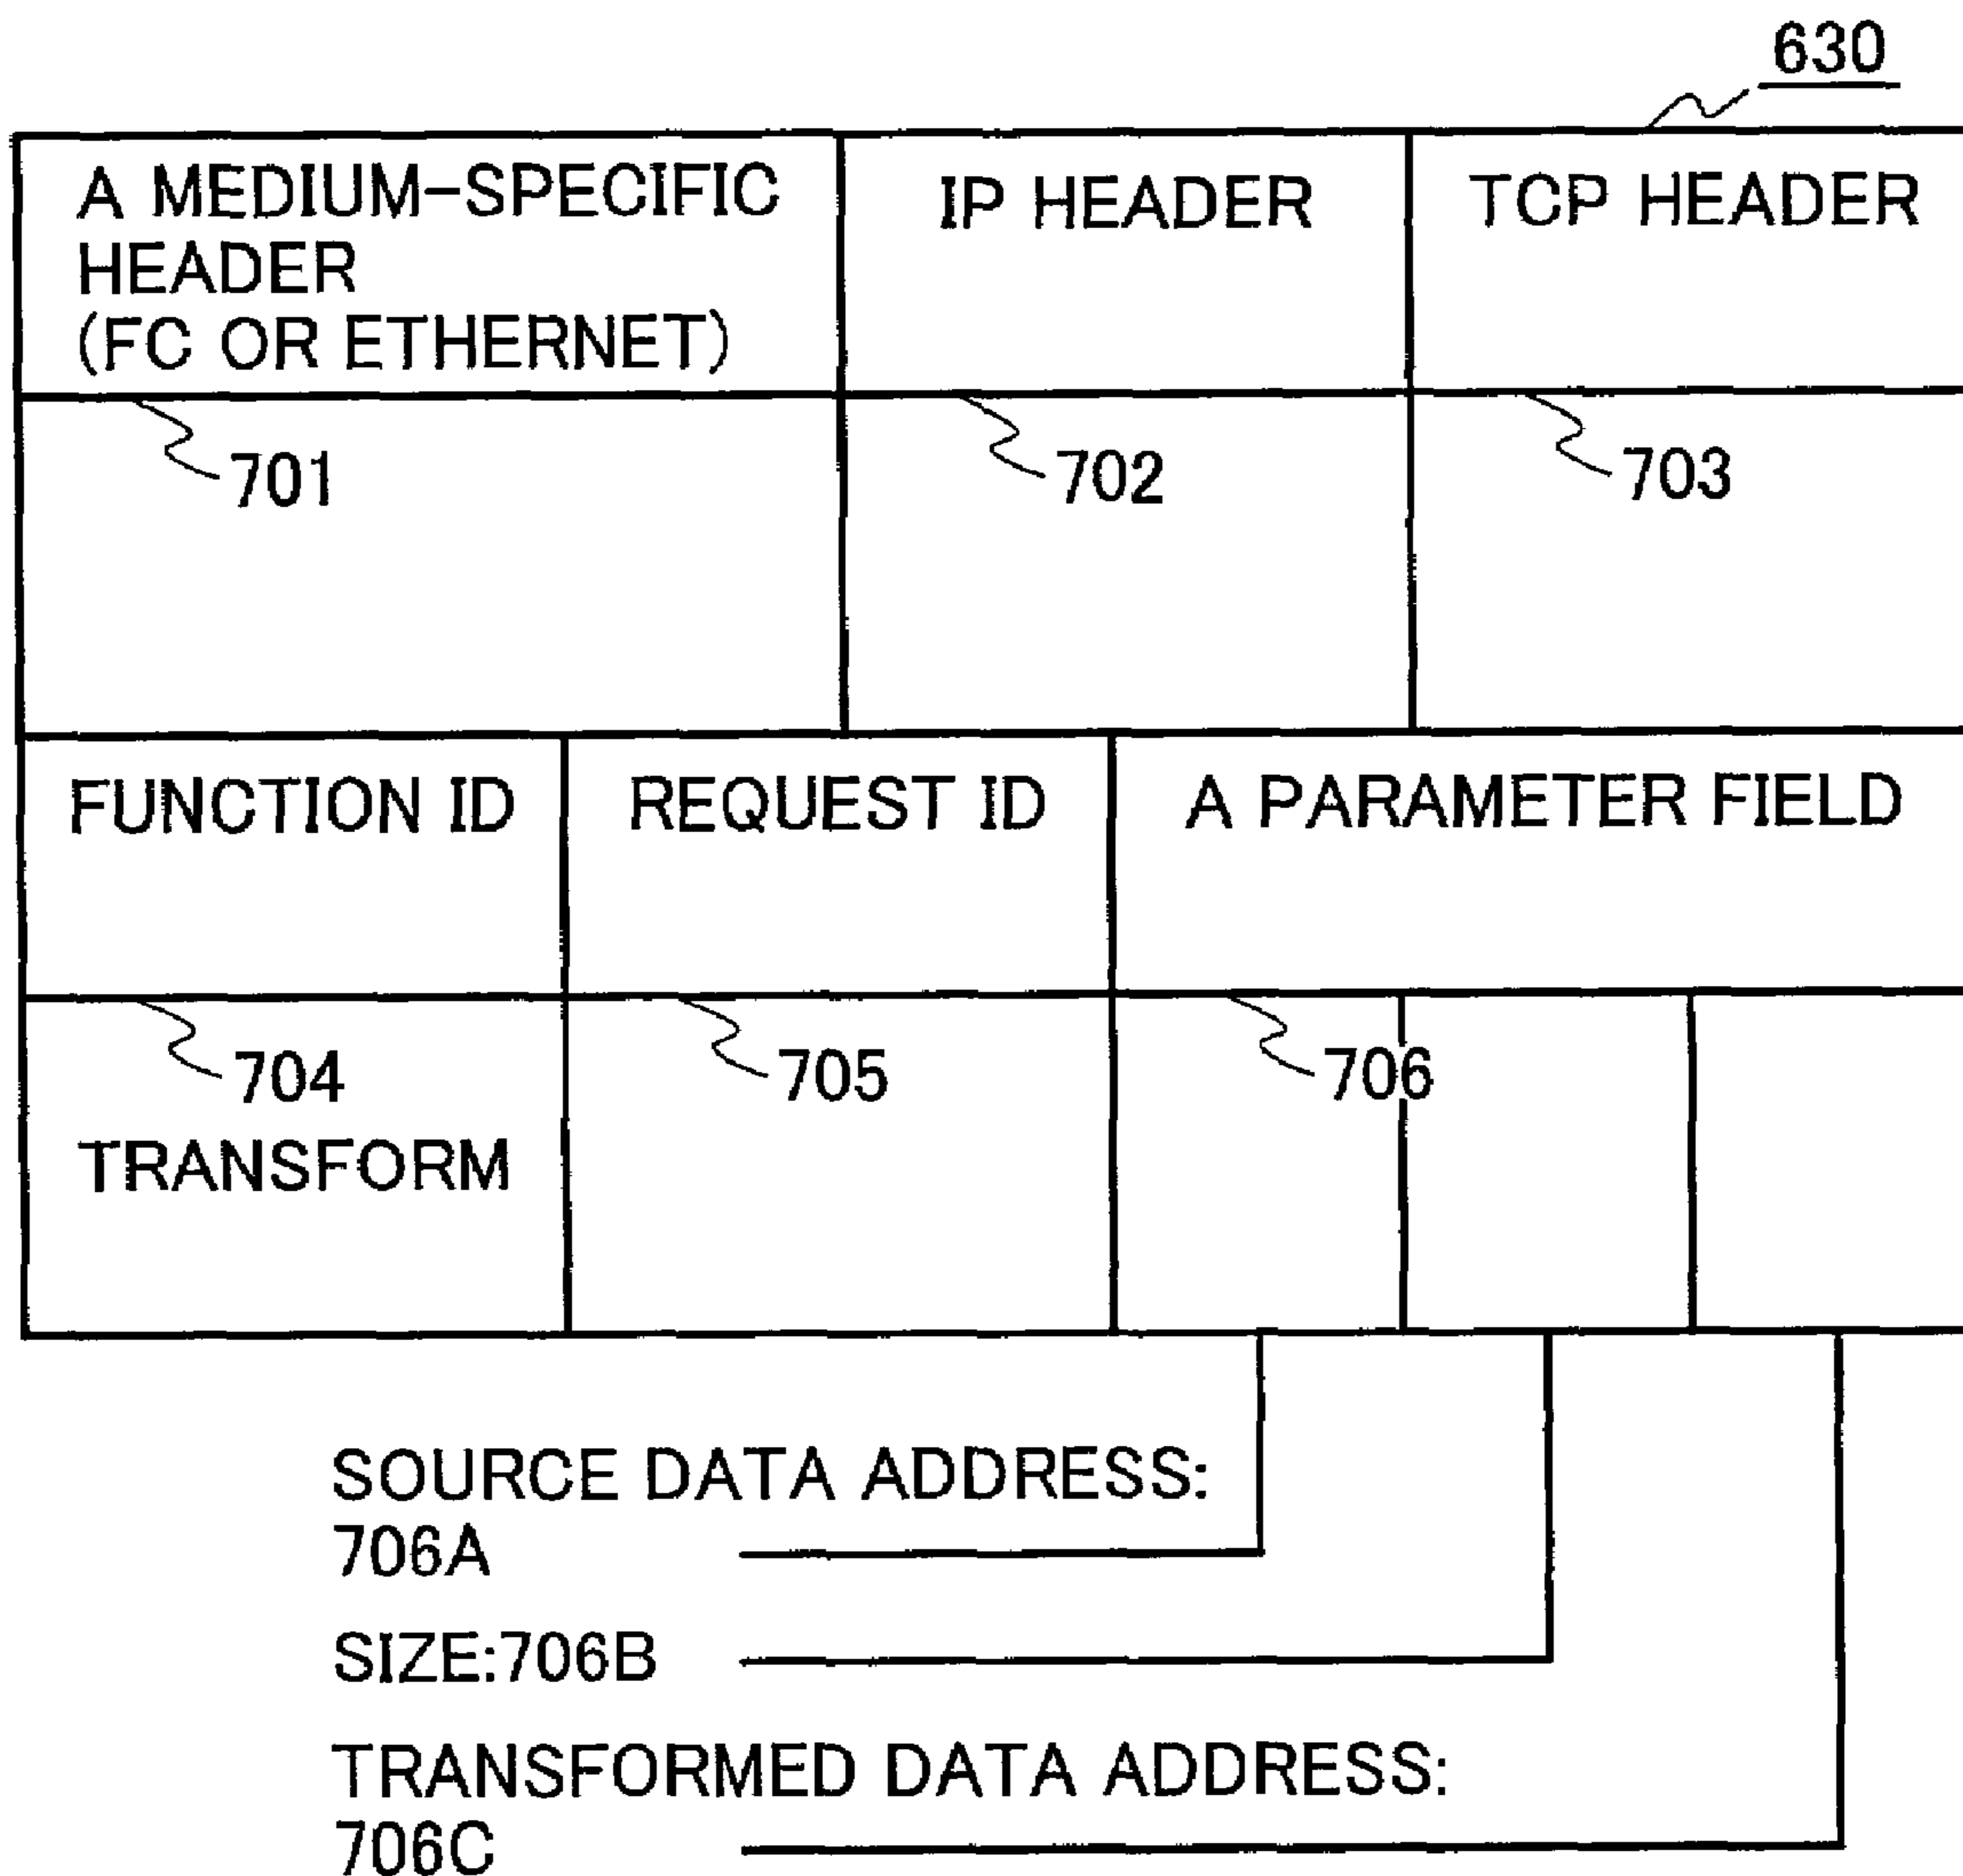 630
A MEDIUM-SPECIFIC
HEADER
(FC OR ETHERNET)
IP HEADER
TCP HEADER
701
702
703
FUNCTION ID
REQUEST ID
A PARAMETER FIELD
704
705
706
TRANSFORM
SOURCE DATA ADDRESS:
706A
SIZE:706B
TRANSFORMED DATA ADDRESS:
706C